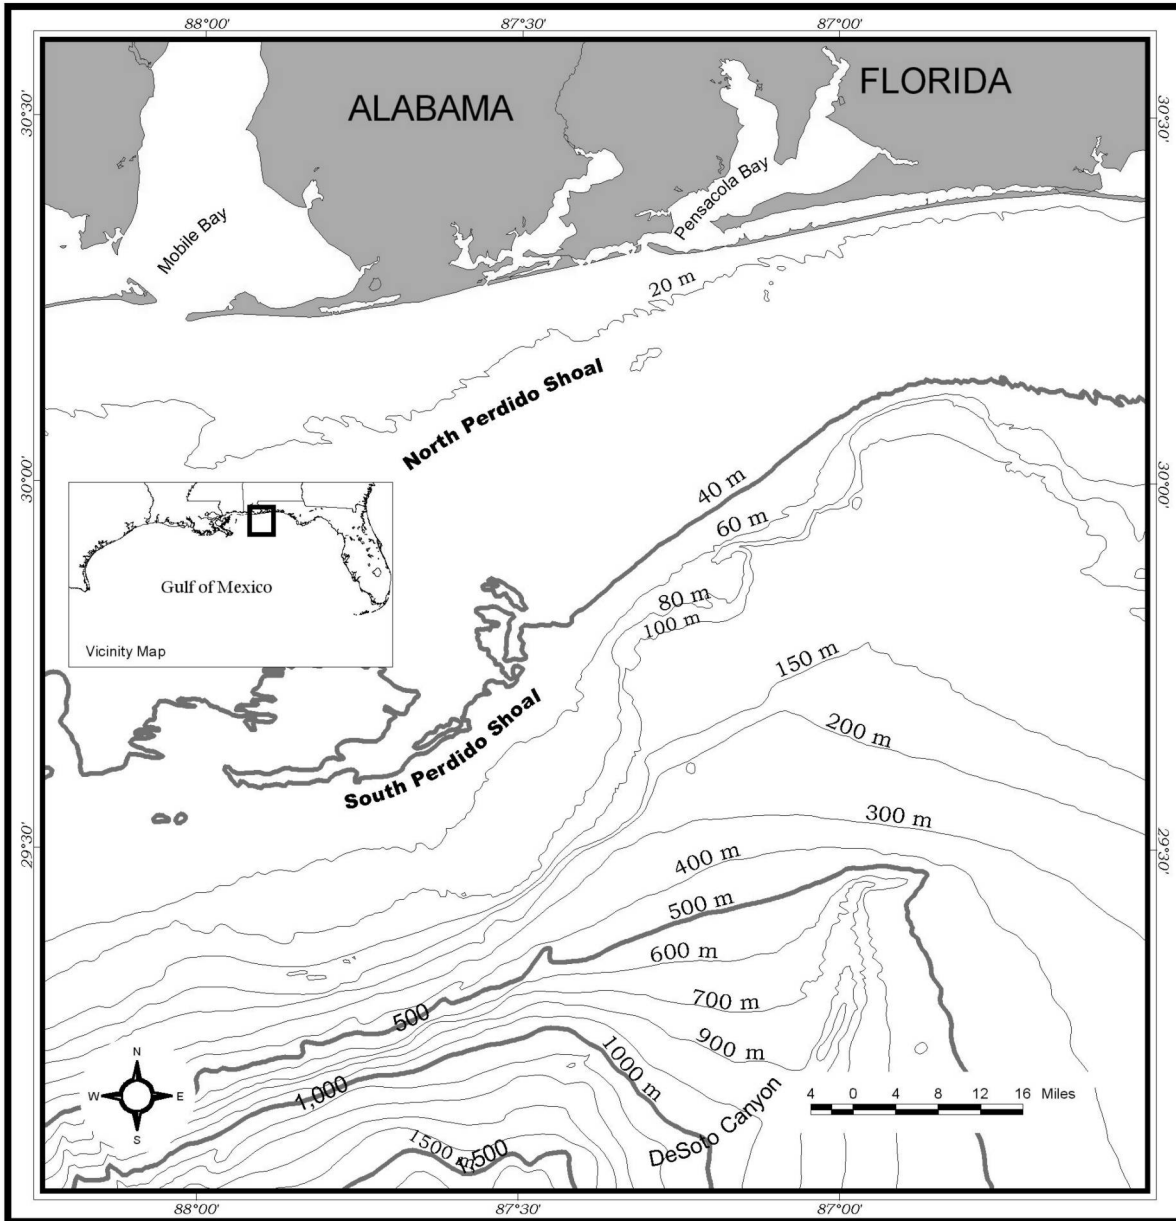 88°00'
87°30'
87°00'
30°30'
30°30'
ALABAMA
FLORIDA
Mobile Bay
Pensacola Bay
20 m
North Perdido Shoal
40 m
30°00'
30°00'
60 m
80 m
100 m
Gulf of Mexico
Vicinity Map
150 m
South Perdido Shoal
200 m
300 m
29°30'
29°30'
400 m
500 m
600 m
700 m
500
900 m
1000 m
1,000
N
W
E
S
4 0 4 8 12 16 Miles
DeSoto Canyon
1500 m
1,500
88°00'
87°30'
87°00'